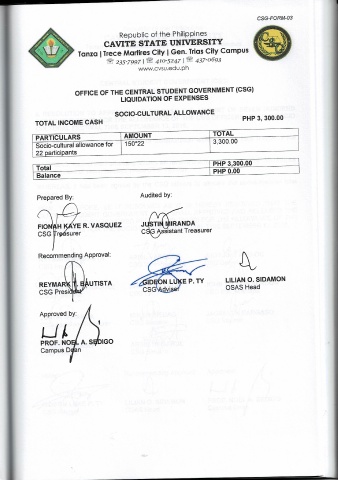 CSG-FORM-03
Republic of the Philippines
CAVITE STATE UNIVERSITY
Tanza | Trece Martires City | Gen. Trias City Campus
☏ 235-7997 | ☏ 410-5247 | ☏ 437-0693
www.cvsu.edu.ph
OFFICE OF THE CENTRAL STUDENT GOVERNMENT (CSG)
LIQUIDATION OF EXPENSES
SOCIO-CULTURAL ALLOWANCE
TOTAL INCOME CASH PHP 3, 300.00
PARTICULARS AMOUNT TOTAL
Socio-cultural allowance for 150*22 3,300.00
22 participants
Total PHP 3,300.00
Balance PHP 0.00
Prepared By: Audited by:
FIONAH KAYE R. VASQUEZ JUSTIN MIRANDA
CSG Treasurer CSG Assistant Treasurer
Recommending Approval:
REYMARK T. BAUTISTA GIDEON LUKE P. TY LILIAN O. SIDAMON
CSG President CSG Adviser OSAS Head
Approved by:
PROF. NOEL A. SEDIGO
Campus Dean